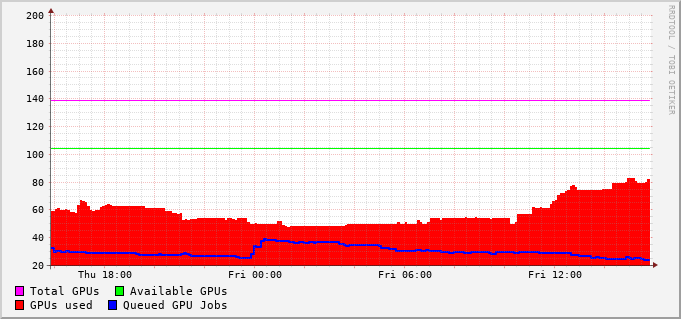 200
180
160
140
120
100
80
60
40
20
Thu 18:00 Fri 00:00 Fri 06:00 Fri 12:00
Total GPUs Available GPUs
GPUs used Queued GPU Jobs
RRDTOOL / TOBI OETIKER